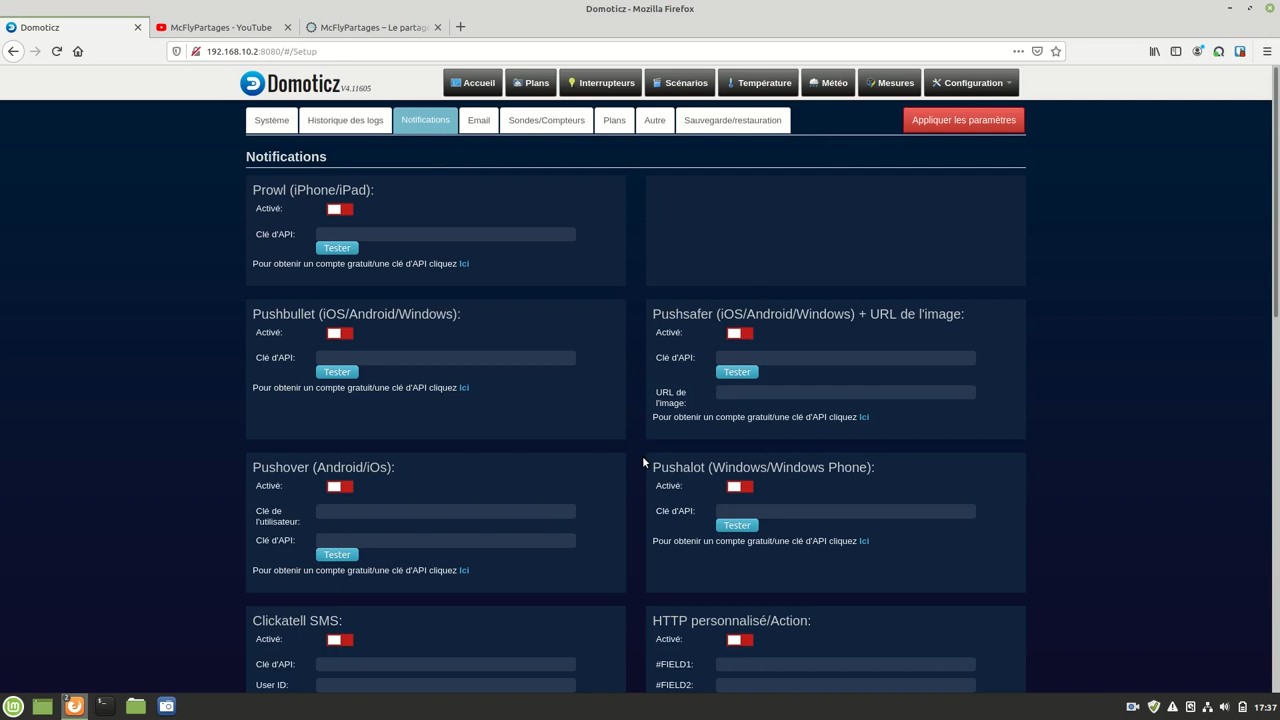 Domoticz - Mozilla Firefox
Domoticz
McFlyPartages - YouTube
McFlyPartages – Le partag
192.168.10.2:8080/#/Setup
Domoticz V4.11605
Accueil
Plans
Interrupteurs
Scénarios
Température
Météo
Mesures
Configuration
Système
Historique des logs
Notifications
Email
Sondes/Compteurs
Plans
Autre
Sauvegarde/restauration
Appliquer les paramètres
Notifications
Prowl (iPhone/iPad):
Activé:
Clé d'API:
Tester
Pour obtenir un compte gratuit/une clé d'API cliquez Ici
Pushbullet (iOS/Android/Windows):
Activé:
Clé d'API:
Tester
Pour obtenir un compte gratuit/une clé d'API cliquez Ici
Pushsafer (iOS/Android/Windows) + URL de l'image:
Activé:
Clé d'API:
Tester
URL de
l'image:
Pour obtenir un compte gratuit/une clé d'API cliquez Ici
Pushover (Android/iOs):
Activé:
Clé de
l'utilisateur:
Clé d'API:
Tester
Pour obtenir un compte gratuit/une clé d'API cliquez Ici
Pushalot (Windows/Windows Phone):
Activé:
Clé d'API:
Tester
Pour obtenir un compte gratuit/une clé d'API cliquez Ici
Clickatell SMS:
Activé:
Clé d'API:
User ID:
HTTP personnalisé/Action:
Activé:
#FIELD1:
#FIELD2:
2
17:37